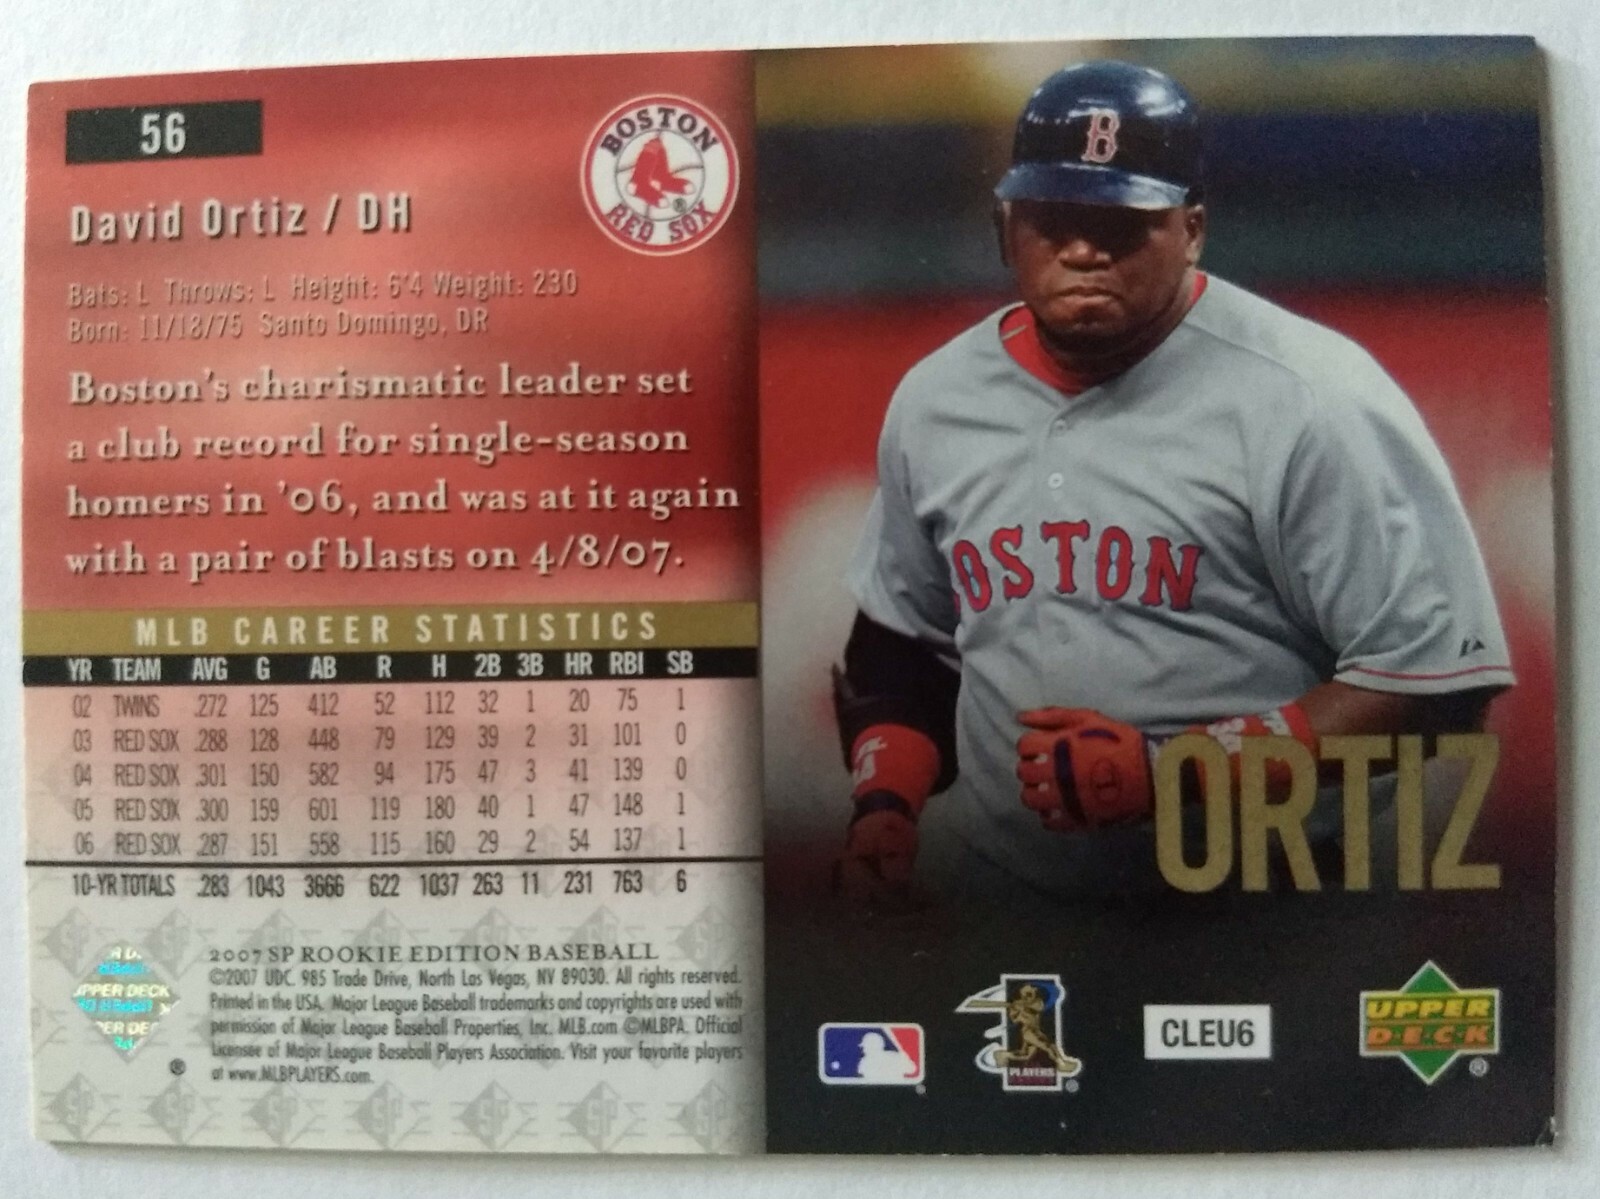 56
BOSTON
RED SOX
®
David Ortiz / DH
Bats: L Throws: L Height: 6'4 Weight: 230
Born: 11/18/75 Santo Domingo, DR
Boston's charismatic leader set
a club record for single-season
homers in '06, and was at it again
with a pair of blasts on 4/8/07.
MLB CAREER STATISTICS
YR TEAM AVG G AB R H 2B 3B HR RBI SB
02 TWINS .272 125 412 52 112 32 1 20 75 1
03 RED SOX .288 128 448 79 129 39 2 31 101 0
04 RED SOX .301 150 582 94 175 47 3 41 139 0
05 RED SOX .300 159 601 119 180 40 1 47 148 1
06 RED SOX .287 151 558 115 160 29 2 54 137 1
10-YR TOTALS .283 1043 3666 622 1037 263 11 231 763 6
2007 SP ROOKIE EDITION BASEBALL
©2007 UDC. 985 Trade Drive, North Las Vegas, NV 89030. All rights reserved.
Printed in the USA. Major League Baseball trademarks and copyrights are used with
permission of Major League Baseball Properties, Inc. MLB.com ©MLBPA. Official
Licensee of Major League Baseball Players Association. Visit your favorite players
at www.MLBPLAYERS.com.
UPPER DECK
®
B
BOSTON
ORTIZ
PLAYERS
®
CLEU6
UPPER
DECK
®